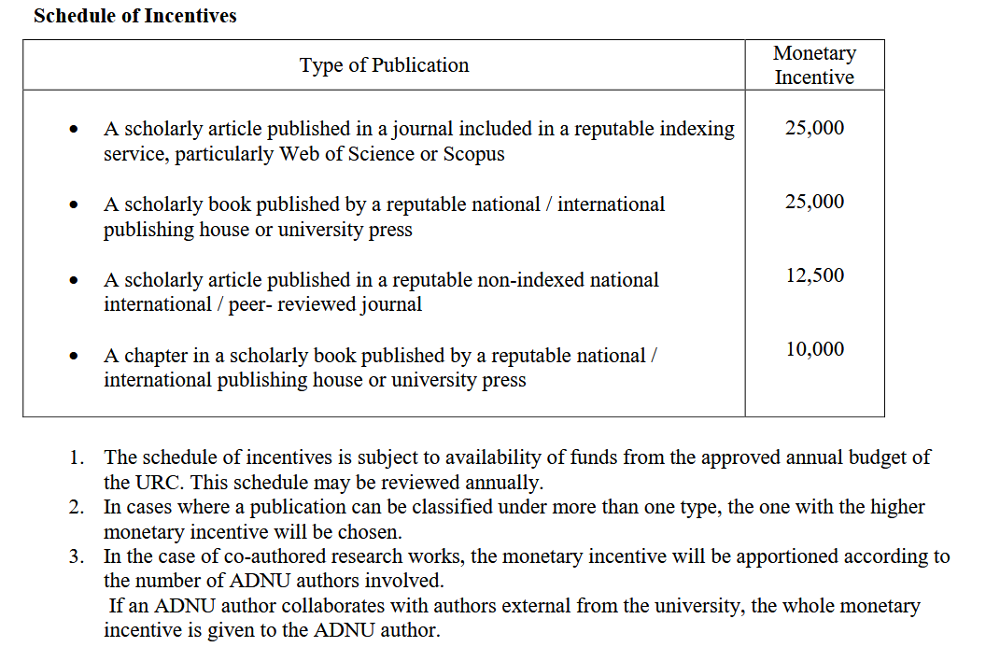 Schedule of Incentives
Type of Publication
Monetary
Incentive
• A scholarly article published in a journal included in a reputable indexing
service, particularly Web of Science or Scopus
25,000
• A scholarly book published by a reputable national / international
publishing house or university press
25,000
• A scholarly article published in a reputable non-indexed national
international / peer- reviewed journal
12,500
• A chapter in a scholarly book published by a reputable national /
international publishing house or university press
10,000
1. The schedule of incentives is subject to availability of funds from the approved annual budget of
the URC. This schedule may be reviewed annually.
2. In cases where a publication can be classified under more than one type, the one with the higher
monetary incentive will be chosen.
3. In the case of co-authored research works, the monetary incentive will be apportioned according to
the number of ADNU authors involved.
If an ADNU author collaborates with authors external from the university, the whole monetary
incentive is given to the ADNU author.